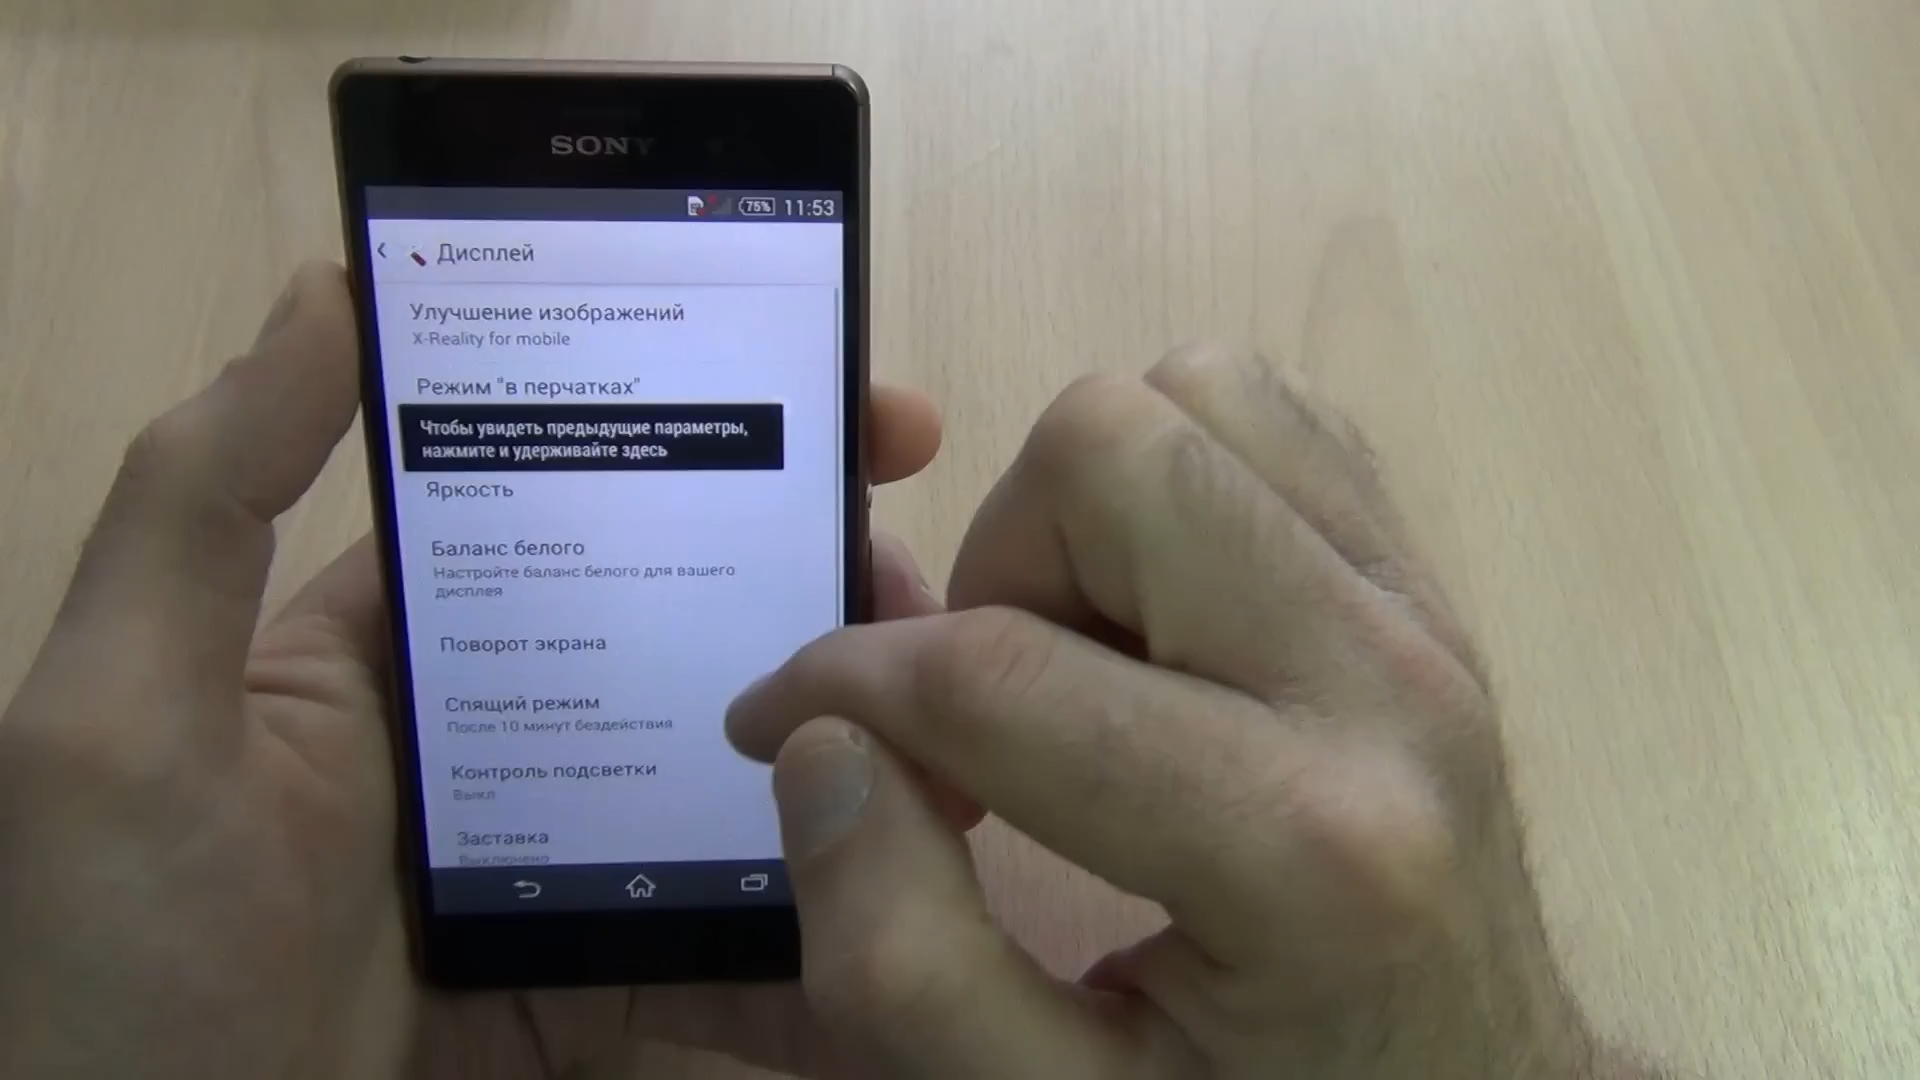 SONY
75% 11:53
Дисплей
Улучшение изображений
X-Reality for mobile
Режим "в перчатках"
Чтобы увидеть предыдущие параметры,
нажмите и удерживайте здесь
Яркость
Баланс белого
Настройте баланс белого для вашего
дисплея
Поворот экрана
Спящий режим
После 10 минут бездействия
Контроль подсветки
Выкл
Заставка
Выключено